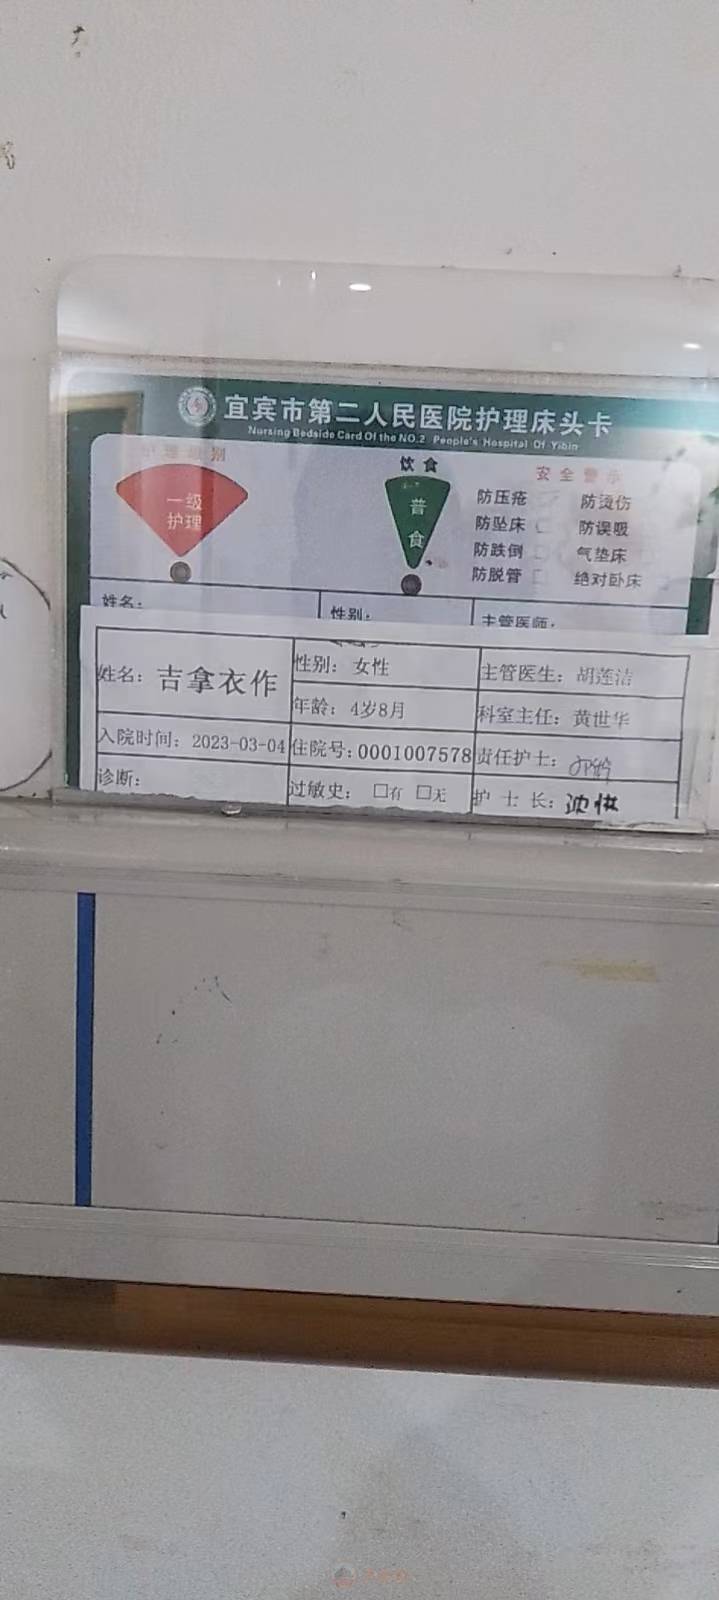 宜宾市第二人民医院护理床头卡
Nursing Bedside Card Of the NO.2 People's Hospital Of Yibin
护理级别
饮食
安全警示
一级
护理
普
食
防压疮 防烫伤
防坠床 防误吸
防跌倒 气垫床
防脱管 绝对卧床
姓名: 性别: 主管医师:
姓名: 吉拿衣作 性别: 女性 主管医生: 胡莲洁
年龄: 4岁8月 科室主任: 黄世华
入院时间: 2023-03-04 住院号: 0001007578 责任护士:
诊断: 过敏史: □有 □无 护士长: